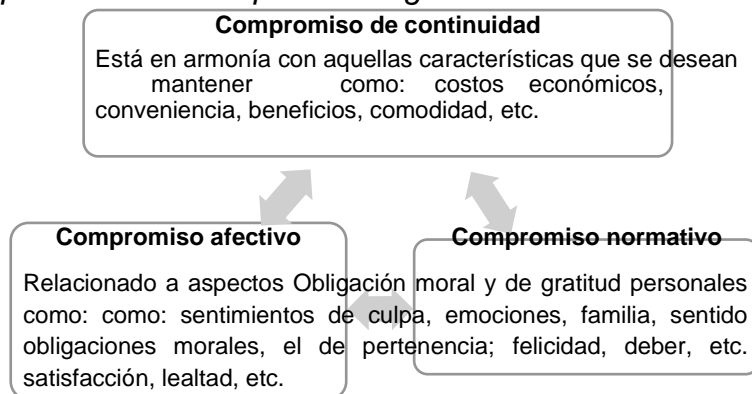 Compromiso de continuidad
Está en armonía con aquellas características que se desean
mantener como: costos económicos,
conveniencia, beneficios, comodidad, etc.
Compromiso afectivo Compromiso normativo
Relacionado a aspectos Obligación moral y de gratitud personales
como: como: sentimientos de culpa, emociones, familia, sentido
obligaciones morales, el de pertenencia; felicidad, deber, etc.
satisfacción, lealtad, etc.